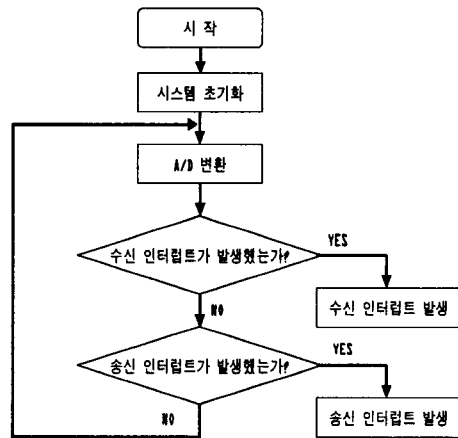 시 작
시스템 초기화
A/D 변환
수신 인터럽트가 발생했는가?
YES
수신 인터럽트 발생
NO
송신 인터럽트가 발생했는가?
YES
송신 인터럽트 발생
NO